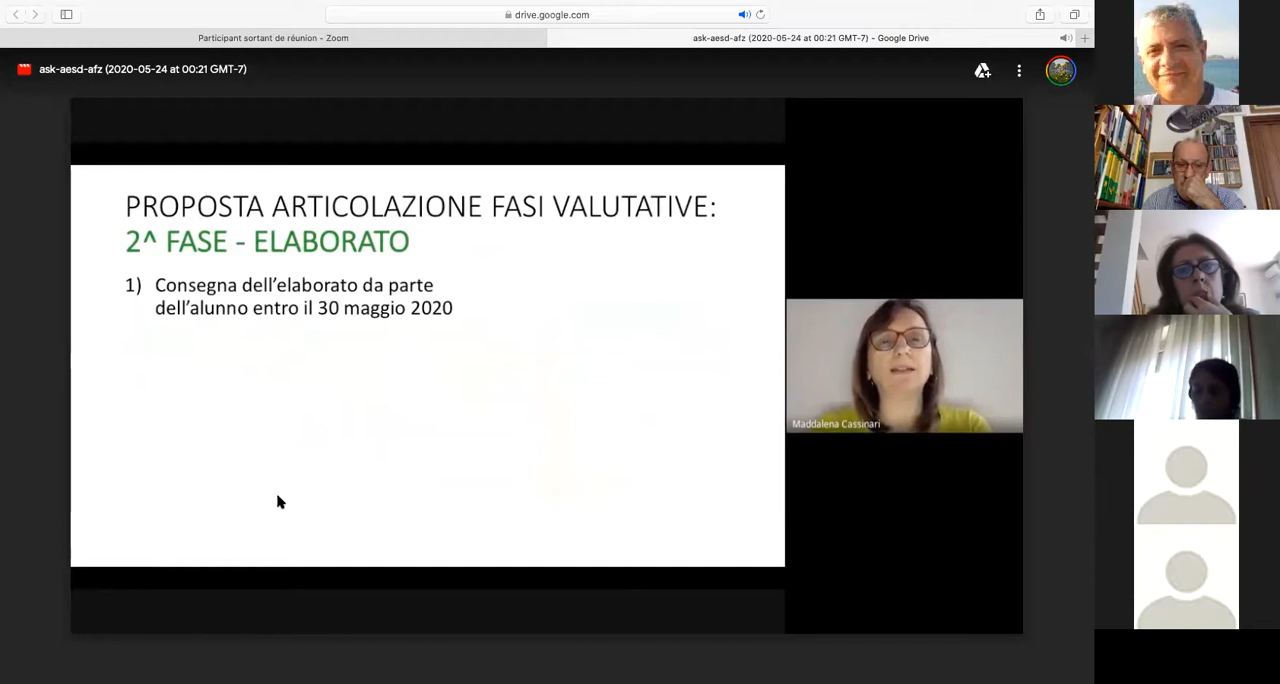 drive.google.com
Participant sortant de réunion - Zoom
ask-aesd-afz (2020-05-24 at 00:21 GMT-7) - Google Drive
ask-aesd-afz (2020-05-24 at 00:21 GMT-7)
PROPOSTA ARTICOLAZIONE FASI VALUTATIVE:
2^ FASE - ELABORATO
1) Consegna dell'elaborato da parte
dell'alunno entro il 30 maggio 2020
Maddalena Cassinari